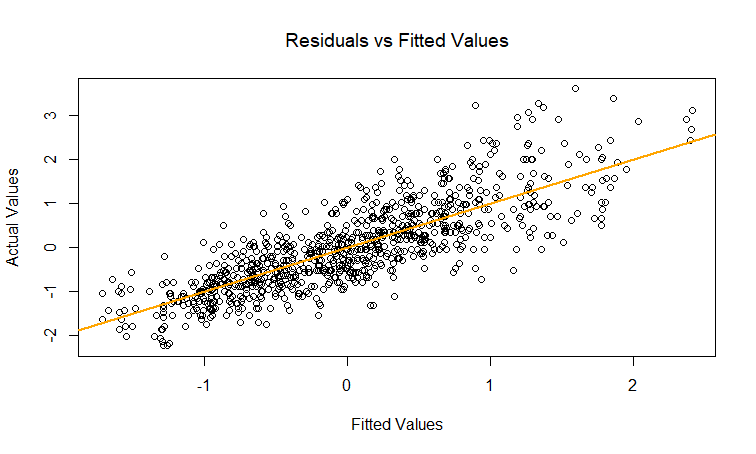 Residuals vs Fitted Values
Actual Values
3
2
1
0
-1
-2
-1 0 1 2
Fitted Values